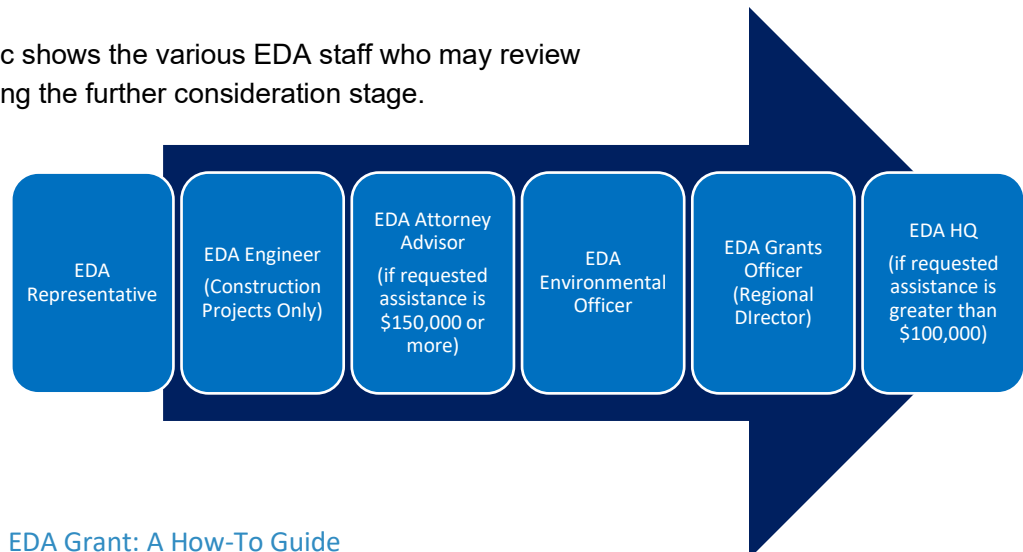 c shows the various EDA staff who may review
ng the further consideration stage.
EDA
Representative
EDA Engineer
(Construction
Projects Only)
EDA Attorney
Advisor
(if requested
assistance is
$150,000 or
more)
EDA
Environmental
Officer
EDA Grants
Officer
(Regional
DIrector)
EDA HQ
(if requested
assistance is
greater than
$100,000)
EDA Grant: A How-To Guide